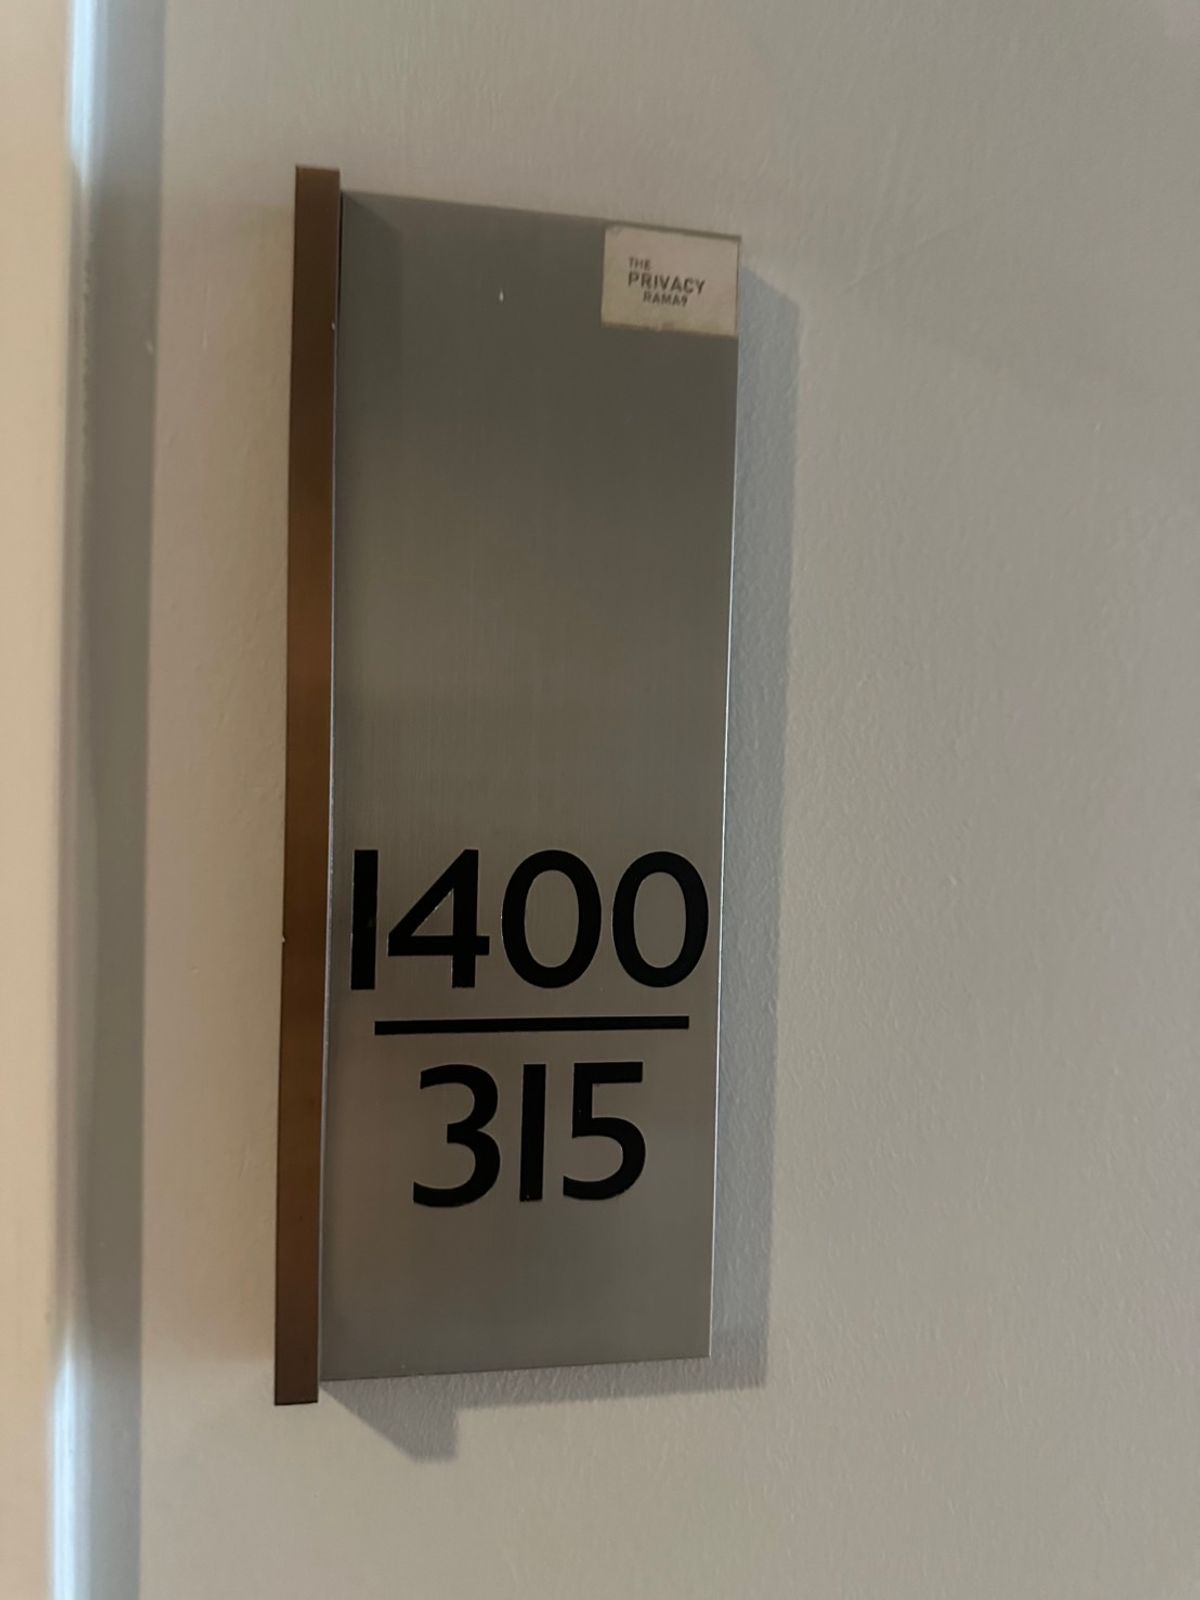 THE
PRIVACY
RAMA9
1400
315